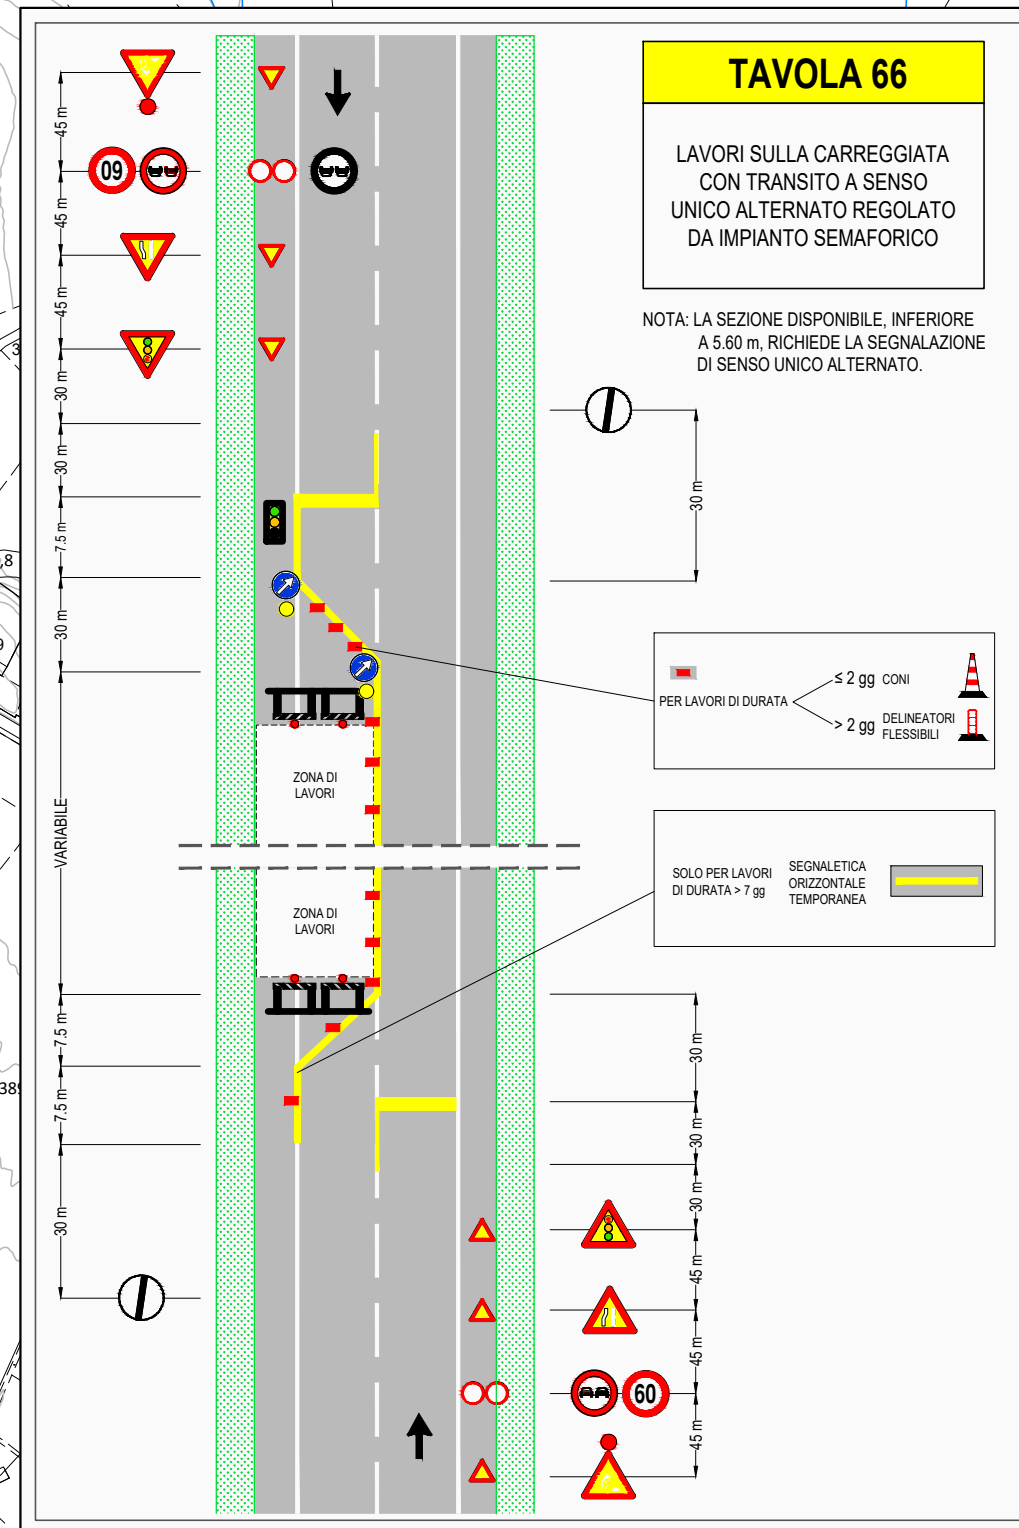 TAVOLA 66
LAVORI SULLA CARREGGIATA
CON TRANSITO A SENSO
UNICO ALTERNATO REGOLATO
DA IMPIANTO SEMAFORICO
NOTA: LA SEZIONE DISPONIBILE, INFERIORE
A 5.60 m, RICHIEDE LA SEGNALAZIONE
DI SENSO UNICO ALTERNATO.
45 m
60
45 m
45 m
30 m
30 m
7.5 m
30 m
VARIABILE
7.5 m
7.5 m
30 m
30 m
PER LAVORI DI DURATA
≤ 2 gg CONI
> 2 gg DELINEATORI
FLESSIBILI
ZONA DI
LAVORI
SOLO PER LAVORI
DI DURATA > 7 gg
SEGNALETICA
ORIZZONTALE
TEMPORANEA
ZONA DI
LAVORI
30 m
30 m
30 m
45 m
45 m
60
45 m